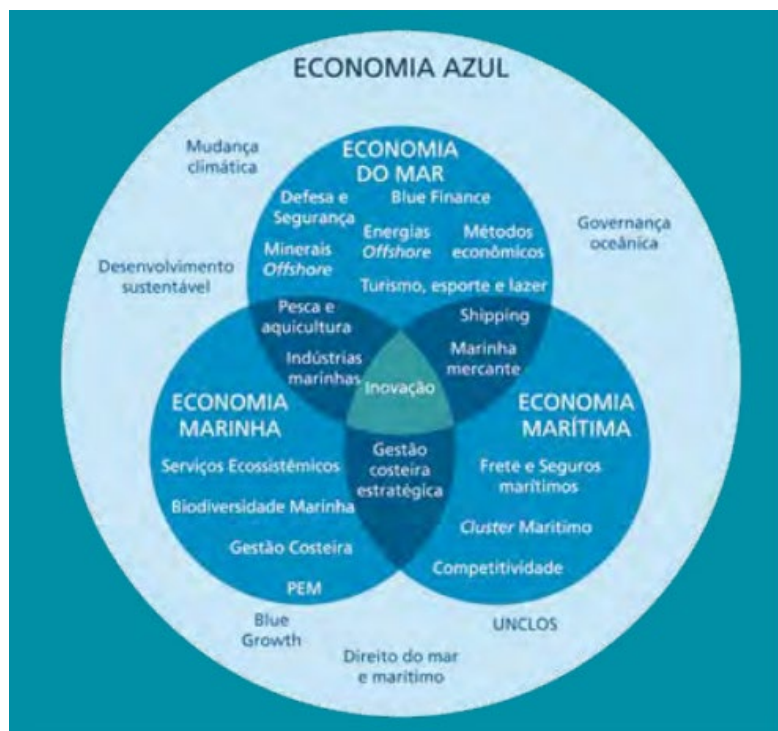 ECONOMIA AZUL
Mudança
climática
ECONOMIA
DO MAR
Defesa e
Segurança
Blue Finance
Energias
Offshore
Métodos
econômicos
Governança
oceânica
Minerais
Offshore
Desenvolvimento
sustentável
Turismo, esporte e lazer
Pesca e
aquicultura
Shipping
Indústrias
marinhas
Marinha
mercante
Inovação
ECONOMIA
MARINHA
ECONOMIA
MARÍTIMA
Gestão
costeira
estratégica
Serviços Ecossistêmicos
Frete e Seguros
marítimos
Biodiversidade Marinha
Cluster Marítimo
Gestão Costeira
Competitividade
PEM
Blue
Growth
UNCLOS
Direito do mar
e marítimo